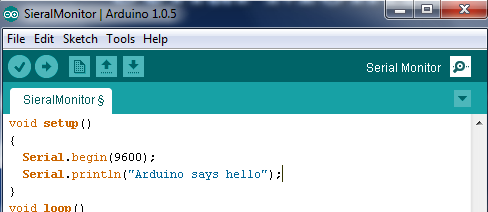 SieralMonitor | Arduino 1.0.5
File Edit Sketch Tools Help
Serial Monitor
SieralMonitor §
void setup()
{
Serial.begin(9600);
Serial.println("Arduino says hello");
}
void loop()